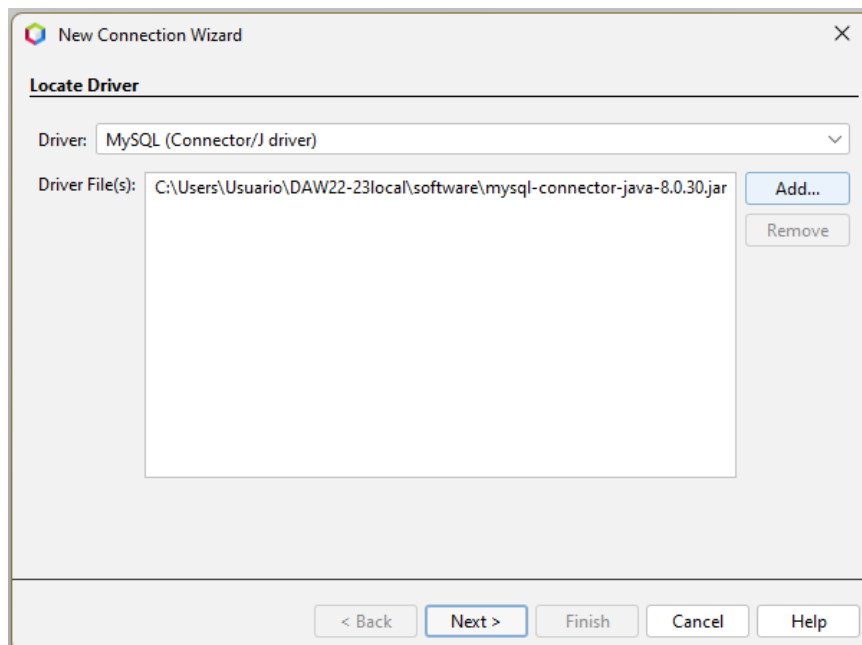 New Connection Wizard
Locate Driver
Driver: MySQL (Connector/J driver)
Driver File(s): C:\Users\Usuario\DAW22-23local\software\mysql-connector-java-8.0.30.jar Add...
Remove
< Back Next > Finish Cancel Help